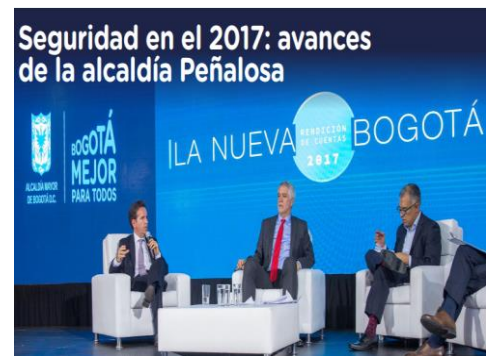 Seguridad en el 2017: avances
de la alcaldía Peñalosa
ALCALDÍA MAYOR
DE BOGOTÁ D.C.
BOGOTÁ
MEJOR
PARA TODOS
LA NUEVA BOGOTÁ
RENDICIÓN
DE CUENTAS
2017